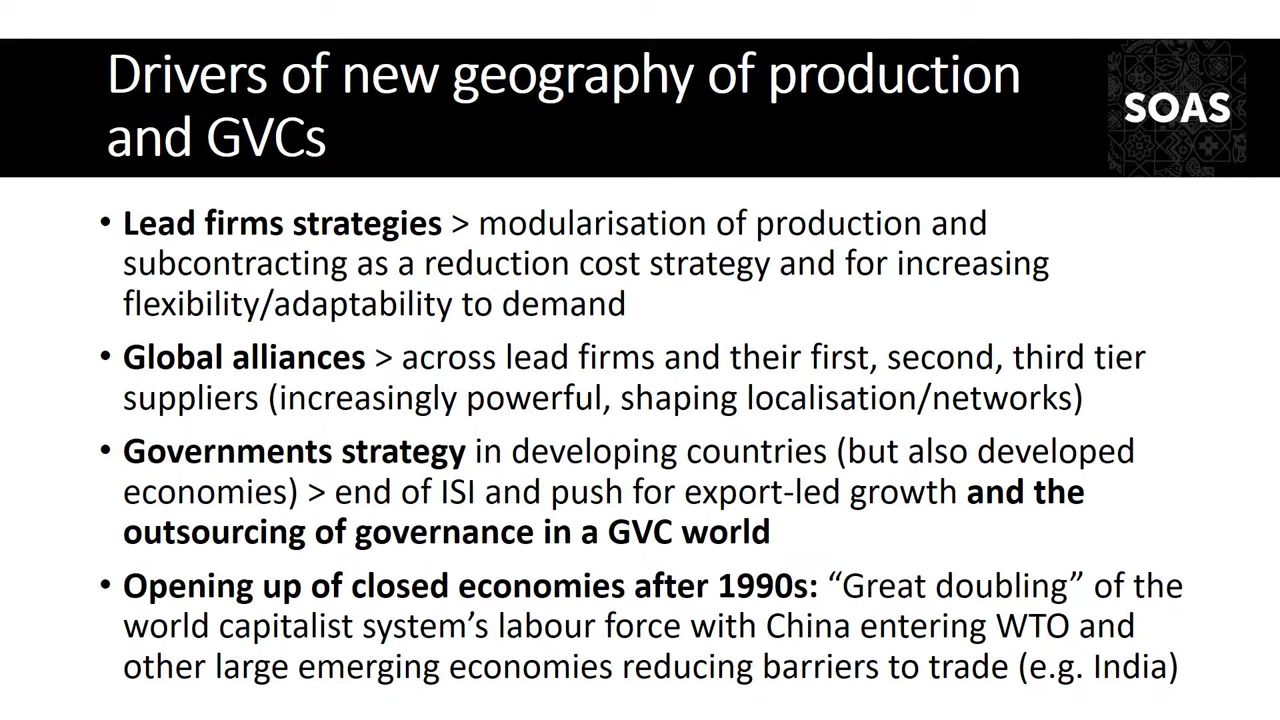 Drivers of new geography of production
and GVCs
SOAS
• Lead firms strategies > modularisation of production and
subcontracting as a reduction cost strategy and for increasing
flexibility/adaptability to demand
• Global alliances > across lead firms and their first, second, third tier
suppliers (increasingly powerful, shaping localisation/networks)
• Governments strategy in developing countries (but also developed
economies) > end of ISI and push for export-led growth and the
outsourcing of governance in a GVC world
• Opening up of closed economies after 1990s: “Great doubling” of the
world capitalist system’s labour force with China entering WTO and
other large emerging economies reducing barriers to trade (e.g. India)